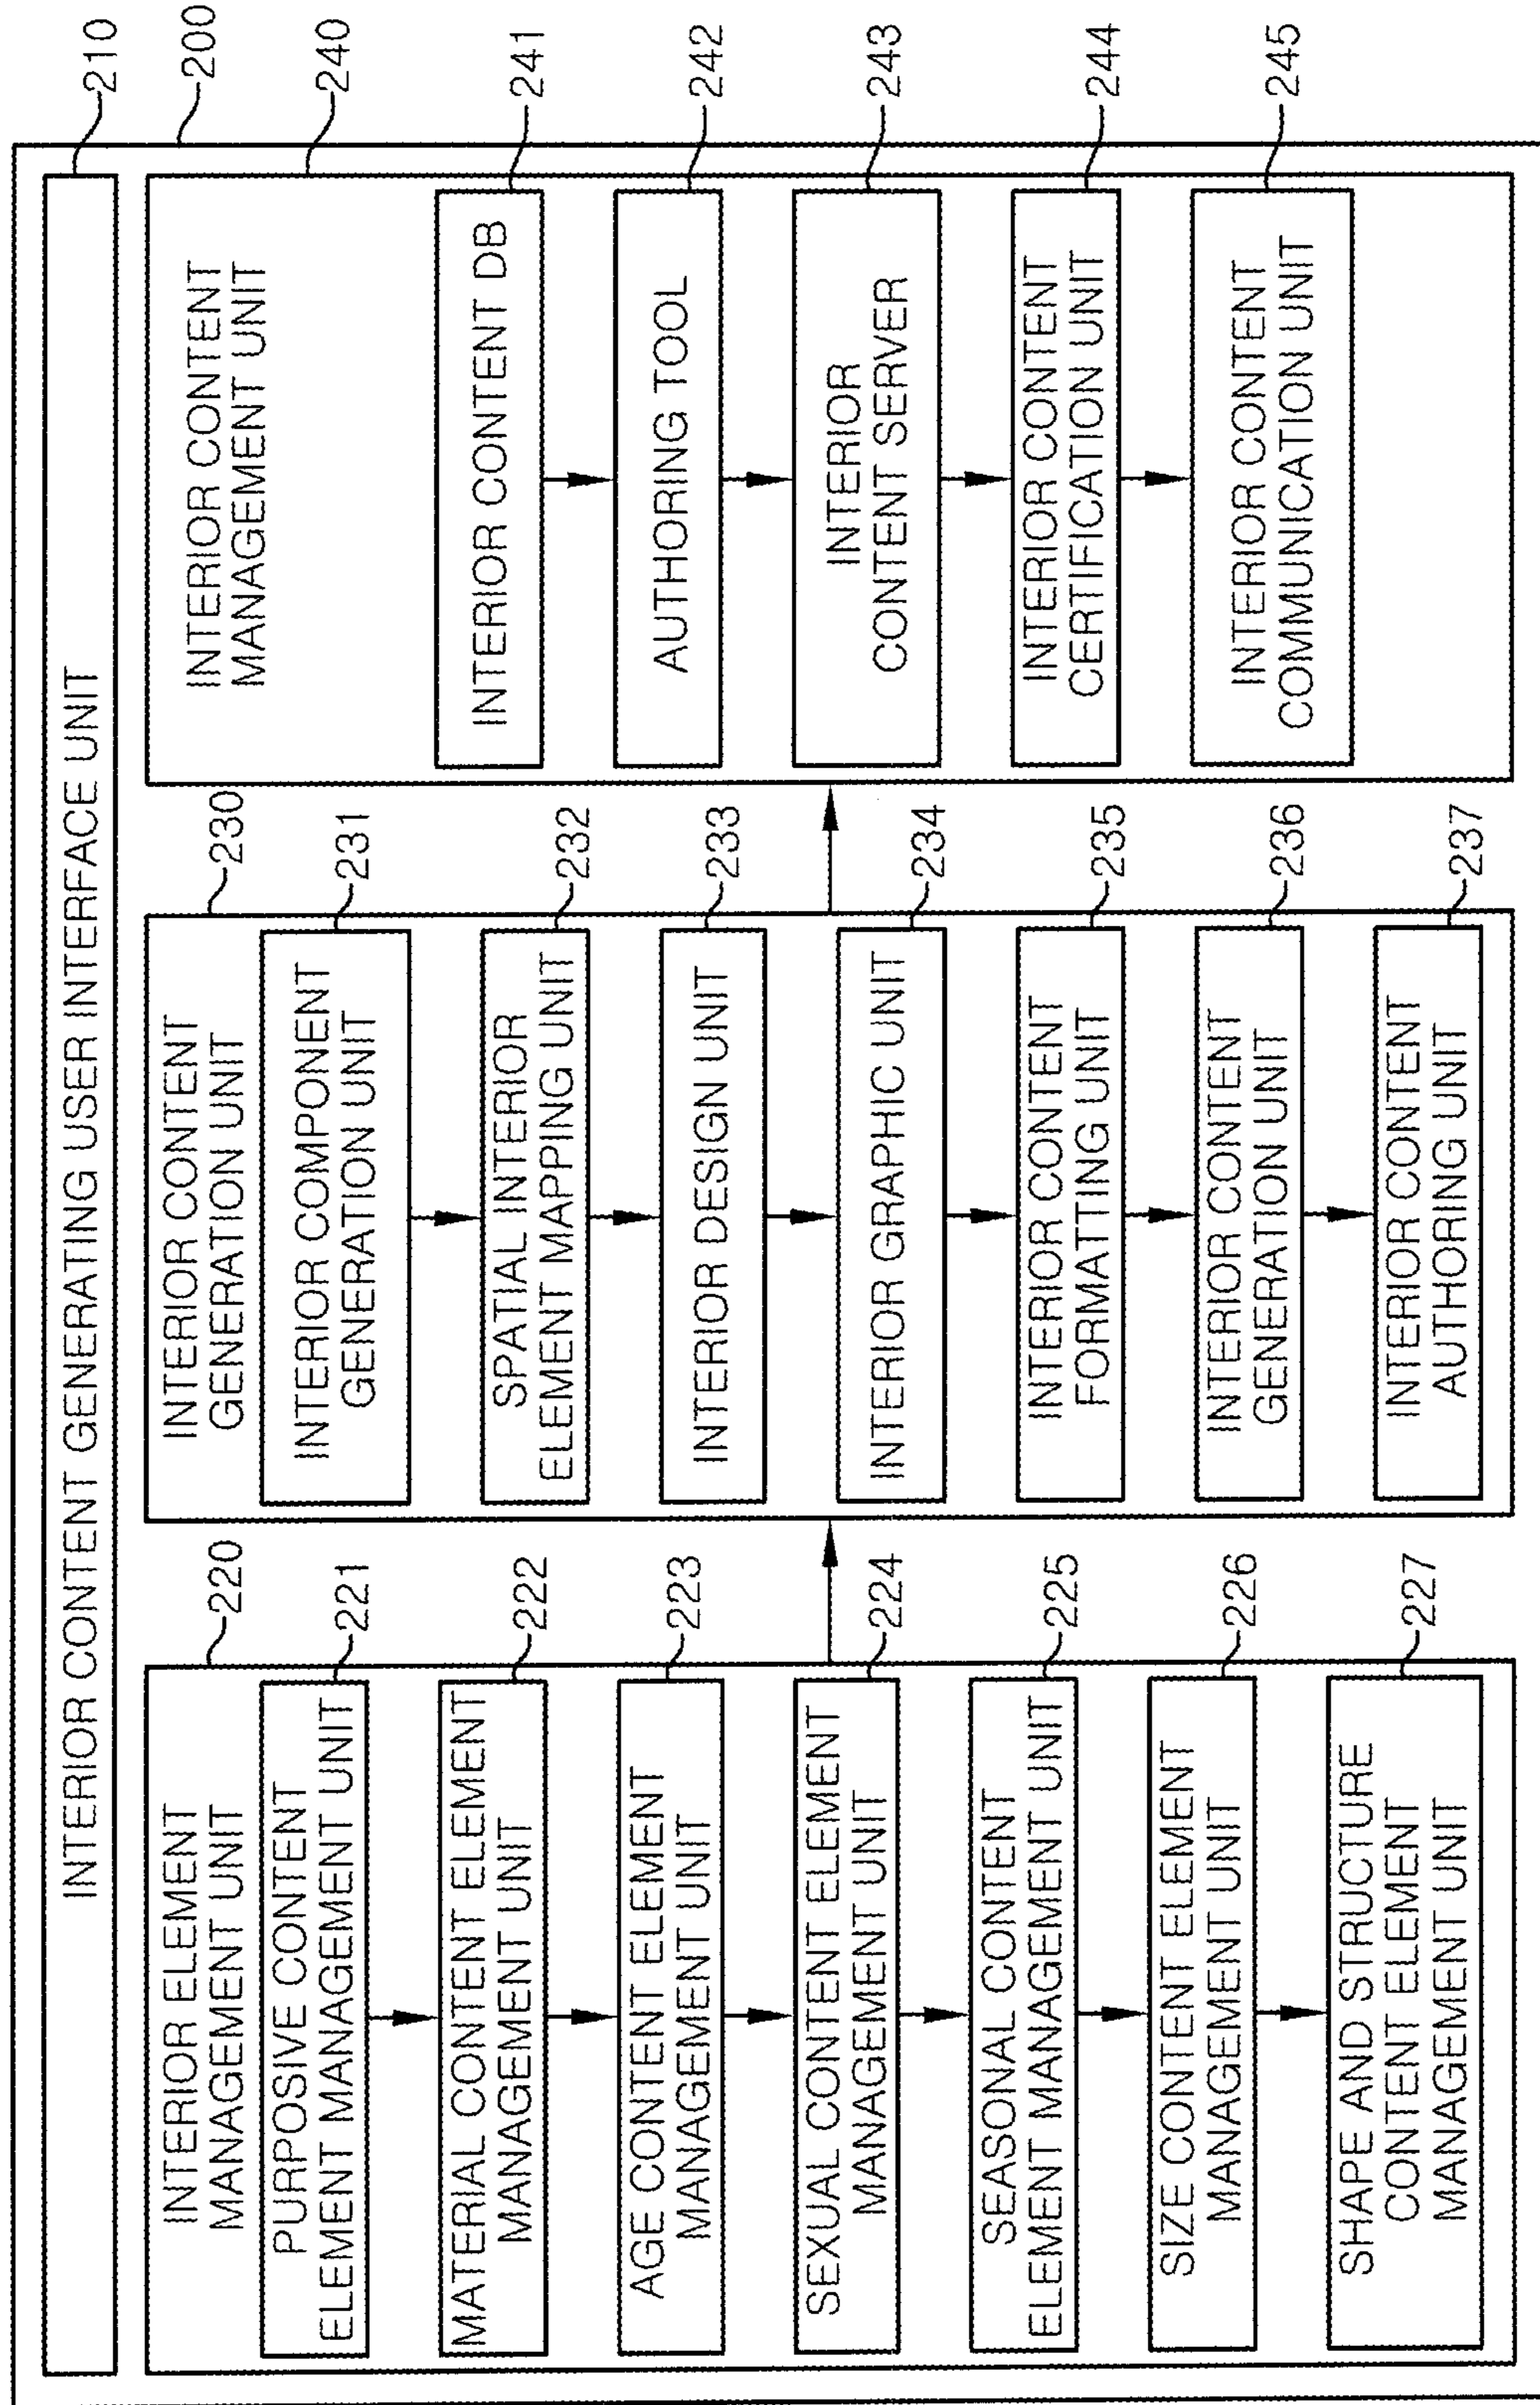 INTERIOR CONTENT GENERATING USER INTERFACE UNIT
210
200
INTERIOR ELEMENT
MANAGEMENT UNIT
220
PURPOSIVE CONTENT
ELEMENT MANAGEMENT UNIT
221
MATERIAL CONTENT ELEMENT
MANAGEMENT UNIT
222
AGE CONTENT ELEMENT
MANAGEMENT UNIT
223
SEXUAL CONTENT ELEMENT
MANAGEMENT UNIT
224
SEASONAL CONTENT
ELEMENT MANAGEMENT UNIT
225
SIZE CONTENT ELEMENT
MANAGEMENT UNIT
226
SHAPE AND STRUCTURE
CONTENT ELEMENT
MANAGEMENT UNIT
227
INTERIOR CONTENT
GENERATION UNIT
230
INTERIOR COMPONENT
GENERATION UNIT
231
SPATIAL INTERIOR
ELEMENT MAPPING UNIT
232
INTERIOR DESIGN UNIT
233
INTERIOR GRAPHIC UNIT
234
INTERIOR CONTENT
FORMATTING UNIT
235
INTERIOR CONTENT
GENERATION UNIT
236
INTERIOR CONTENT
AUTHORING UNIT
237
INTERIOR CONTENT
MANAGEMENT UNIT
240
INTERIOR CONTENT DB
241
AUTHORING TOOL
242
INTERIOR
CONTENT SERVER
243
INTERIOR CONTENT
CERTIFICATION UNIT
244
INTERIOR CONTENT
COMMUNICATION UNIT
245